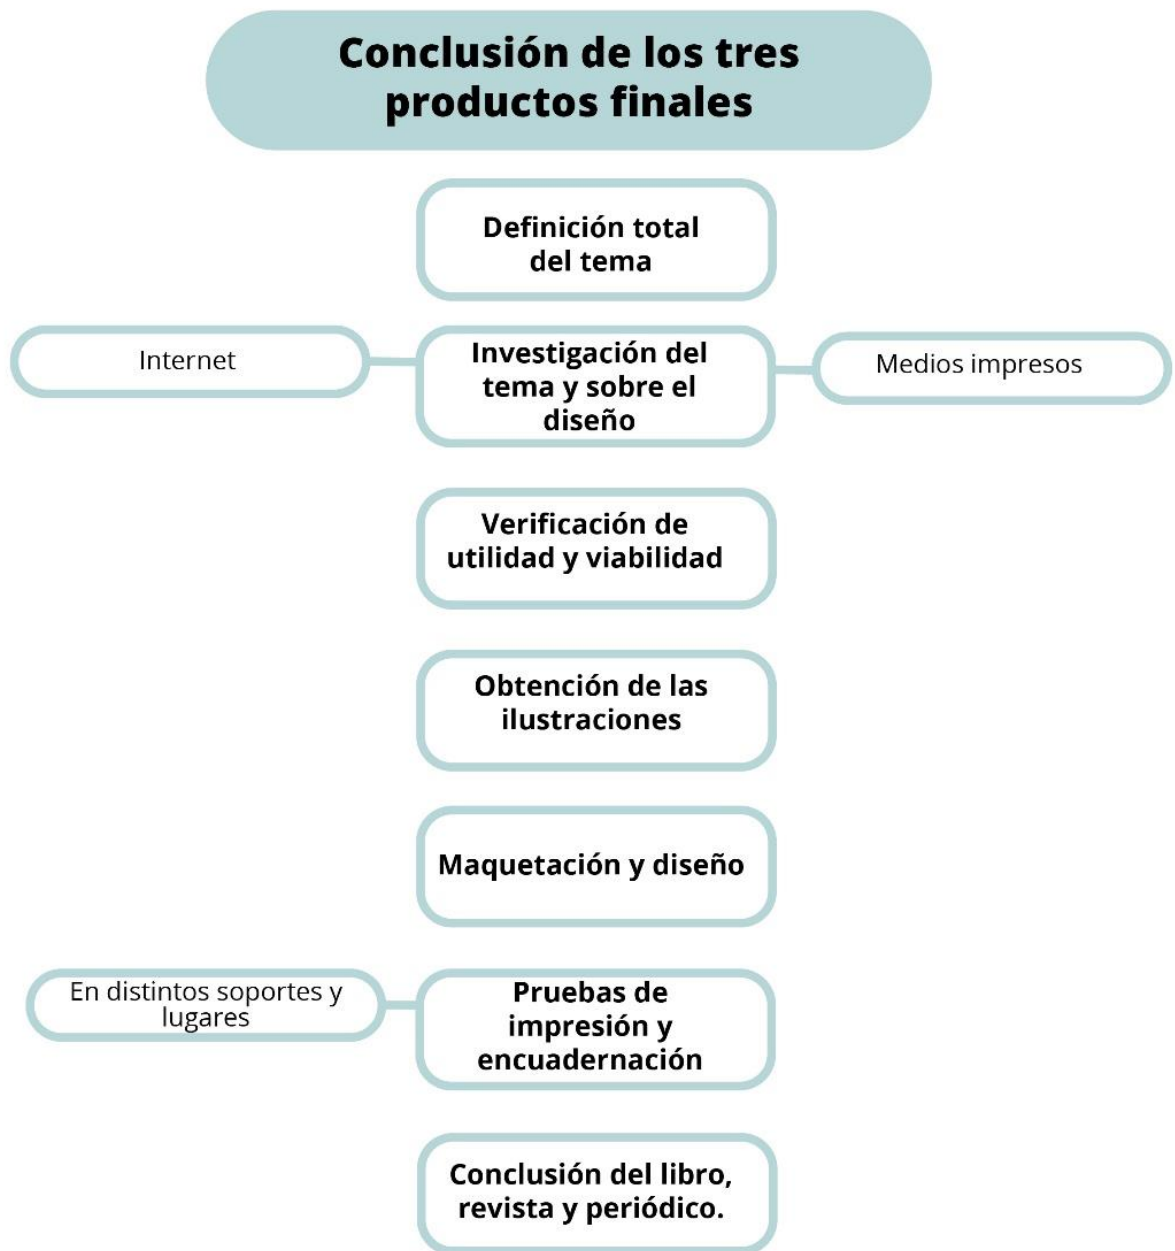 Conclusión de los tres
productos finales
Definición total
del tema
Internet
Investigación del
tema y sobre el
diseño
Medios impresos
Verificación de
utilidad y viabilidad
Obtención de las
ilustraciones
Maquetación y diseño
En distintos soportes y
lugares
Pruebas de
impresión y
encuadernación
Conclusión del libro,
revista y periódico.